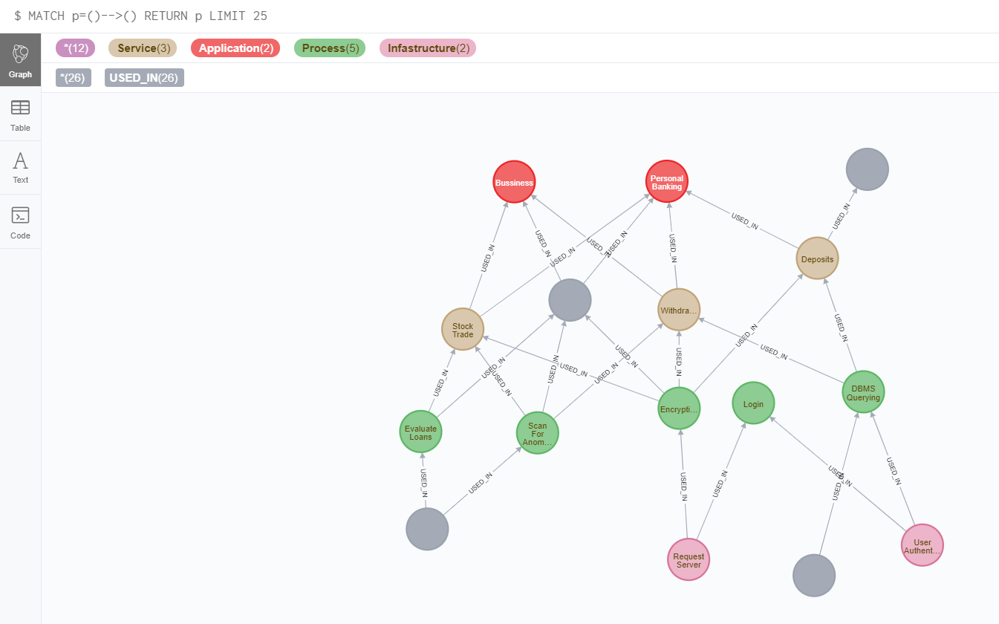 $ MATCH p=()-->() RETURN p LIMIT 25
Graph
Table
Text
Code
*(12) Service(3) Application(2) Process(5) Infastructure(2)
*(26) USED_IN(26)
Bussiness
Personal
Banking
USED_IN
USED_IN
USED_IN
USED_IN
USED_IN
USED_IN
USED_IN
USED_IN
Deposits
Withdra...
Stock
Trade
USED_IN
USED_IN
USED_IN
USED_IN
USED_IN
USED_IN
USED_IN
USED_IN
USED_IN
USED_IN
USED_IN
DBMS
Querying
Login
Encrypti...
Evaluate
Loans
Scan
For
Anom...
USED_IN
USED_IN
USED_IN
USED_IN
USED_IN
USED_IN
USED_IN
Request
Server
User
Authent...